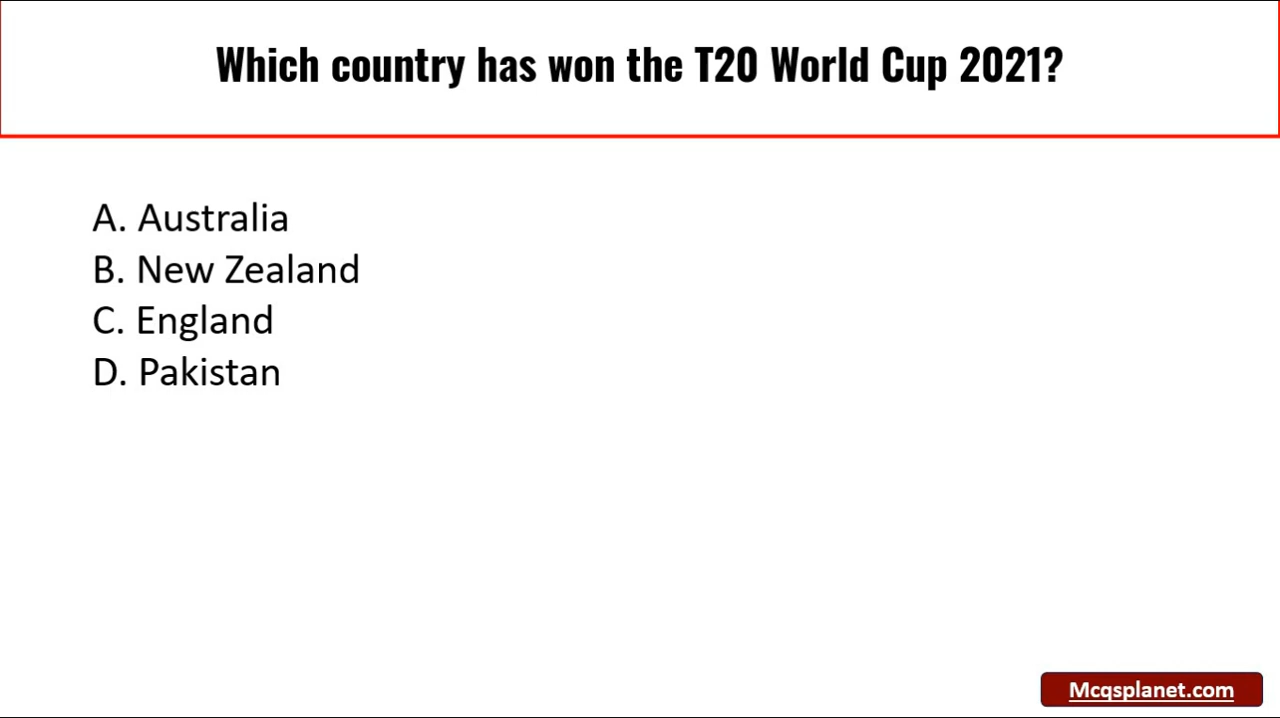 Which country has won the T20 World Cup 2021?
A. Australia
B. New Zealand
C. England
D. Pakistan
Mcqsplanet.com